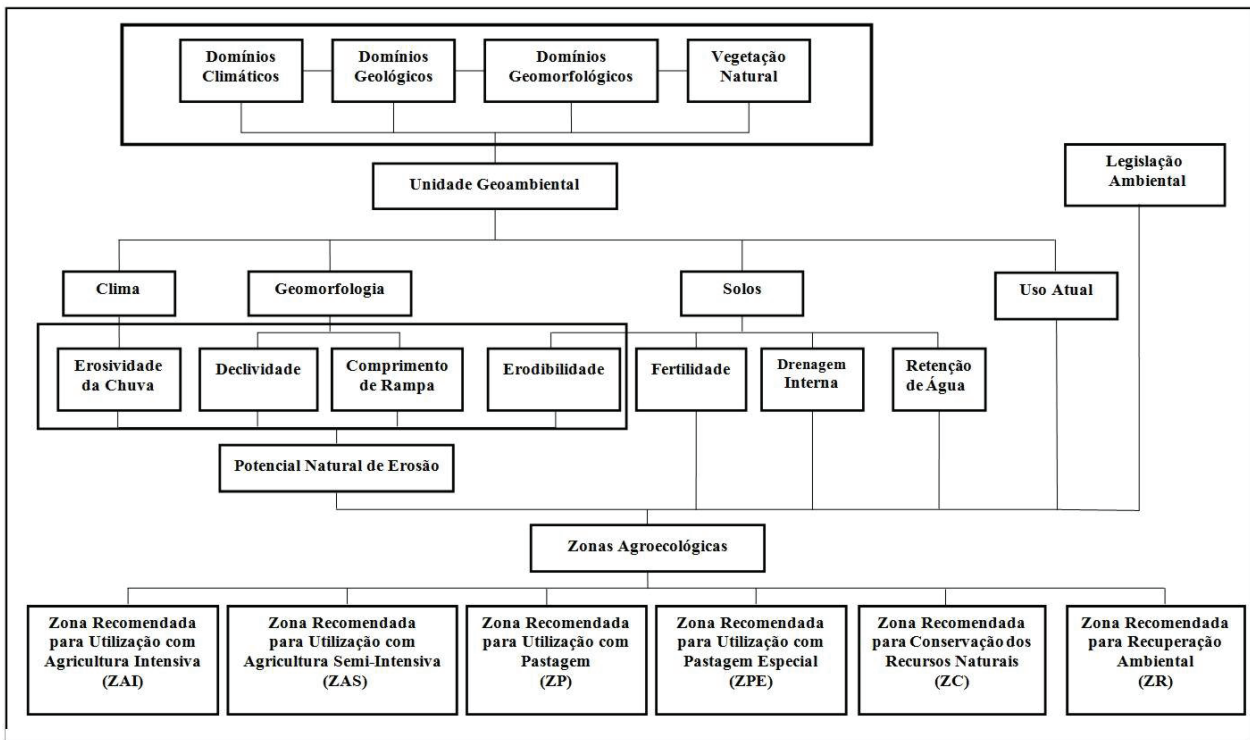 Domínios
Climáticos
Domínios
Geológicos
Domínios
Geomorfológicos
Vegetação
Natural
Legislação
Ambiental
Unidade Geoambiental
Clima
Geomorfologia
Solos
Uso Atual
Erosividade
da Chuva
Declividade
Comprimento
de Rampa
Erodibilidade
Fertilidade
Drenagem
Interna
Retenção
de Água
Potencial Natural de Erosão
Zonas Agroecológicas
Zona Recomendada
para Utilização com
Agricultura Intensiva
(ZAI)
Zona Recomendada
para Utilização com
Agricultura Semi-Intensiva
(ZAS)
Zona Recomendada
para Utilização com
Pastagem
(ZP)
Zona Recomendada
para Utilização com
Pastagem Especial
(ZPE)
Zona Recomendada
para Conservação dos
Recursos Naturais
(ZC)
Zona Recomendada
para Recuperação
Ambiental
(ZR)